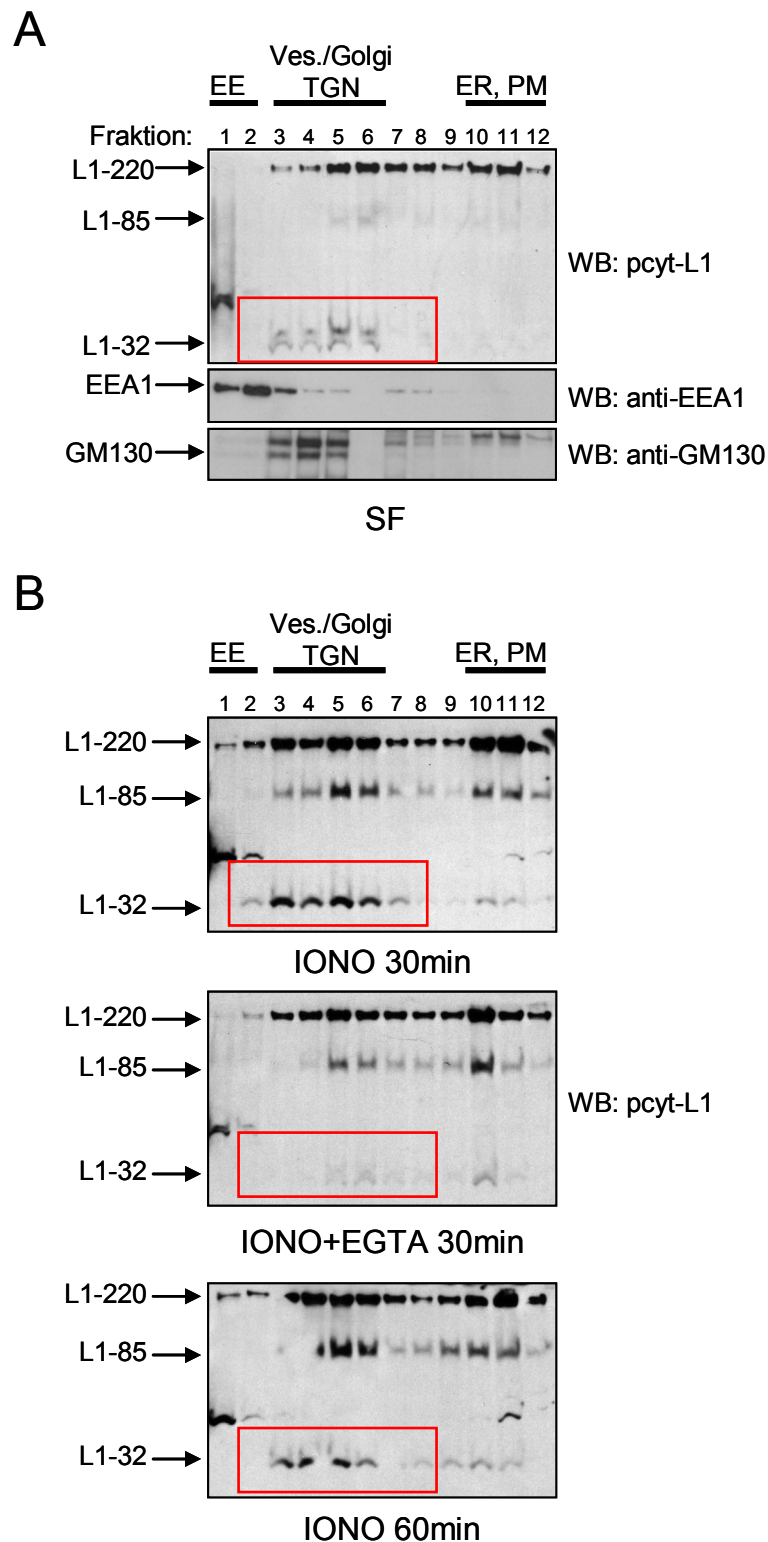 A
Ves./Golgi
EE TGN ER, PM
Fraktion: 1 2 3 4 5 6 7 8 9 10 11 12
L1-220
L1-85
WB: pcyt-L1
L1-32
EEA1
WB: anti-EEA1
GM130
WB: anti-GM130
SF
B
Ves./Golgi
EE TGN ER, PM
1 2 3 4 5 6 7 8 9 10 11 12
L1-220
L1-85
L1-32
IONO 30min
L1-220
L1-85
WB: pcyt-L1
L1-32
IONO+EGTA 30min
L1-220
L1-85
L1-32
IONO 60min